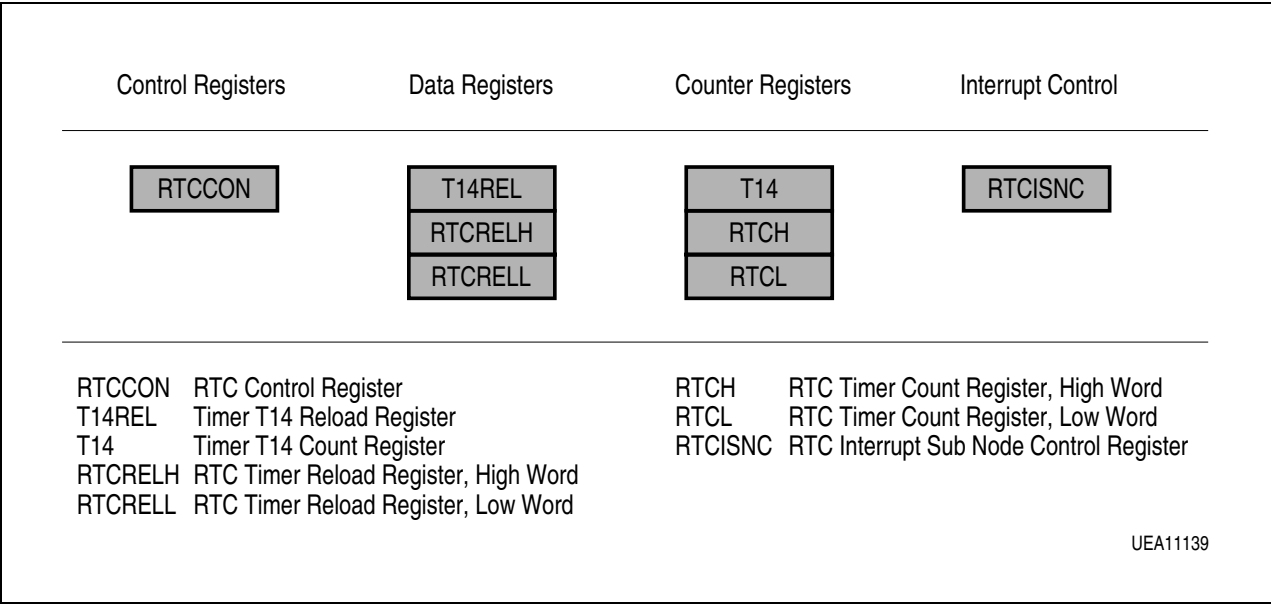 Control Registers Data Registers Counter Registers Interrupt Control
RTCCON T14REL T14 RTCISNC
RTCRELH RTCH
RTCRELL RTCL
RTCCON RTC Control Register
T14REL Timer T14 Reload Register
T14 Timer T14 Count Register
RTCRELH RTC Timer Reload Register, High Word
RTCRELL RTC Timer Reload Register, Low Word
RTCH RTC Timer Count Register, High Word
RTCL RTC Timer Count Register, Low Word
RTCISNC RTC Interrupt Sub Node Control Register
UEA11139